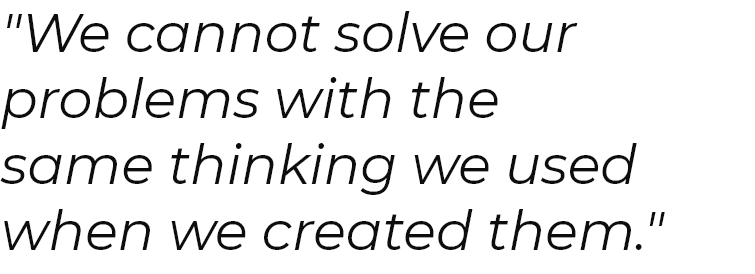 "We cannot solve our
problems with the
same thinking we used
when we created them."